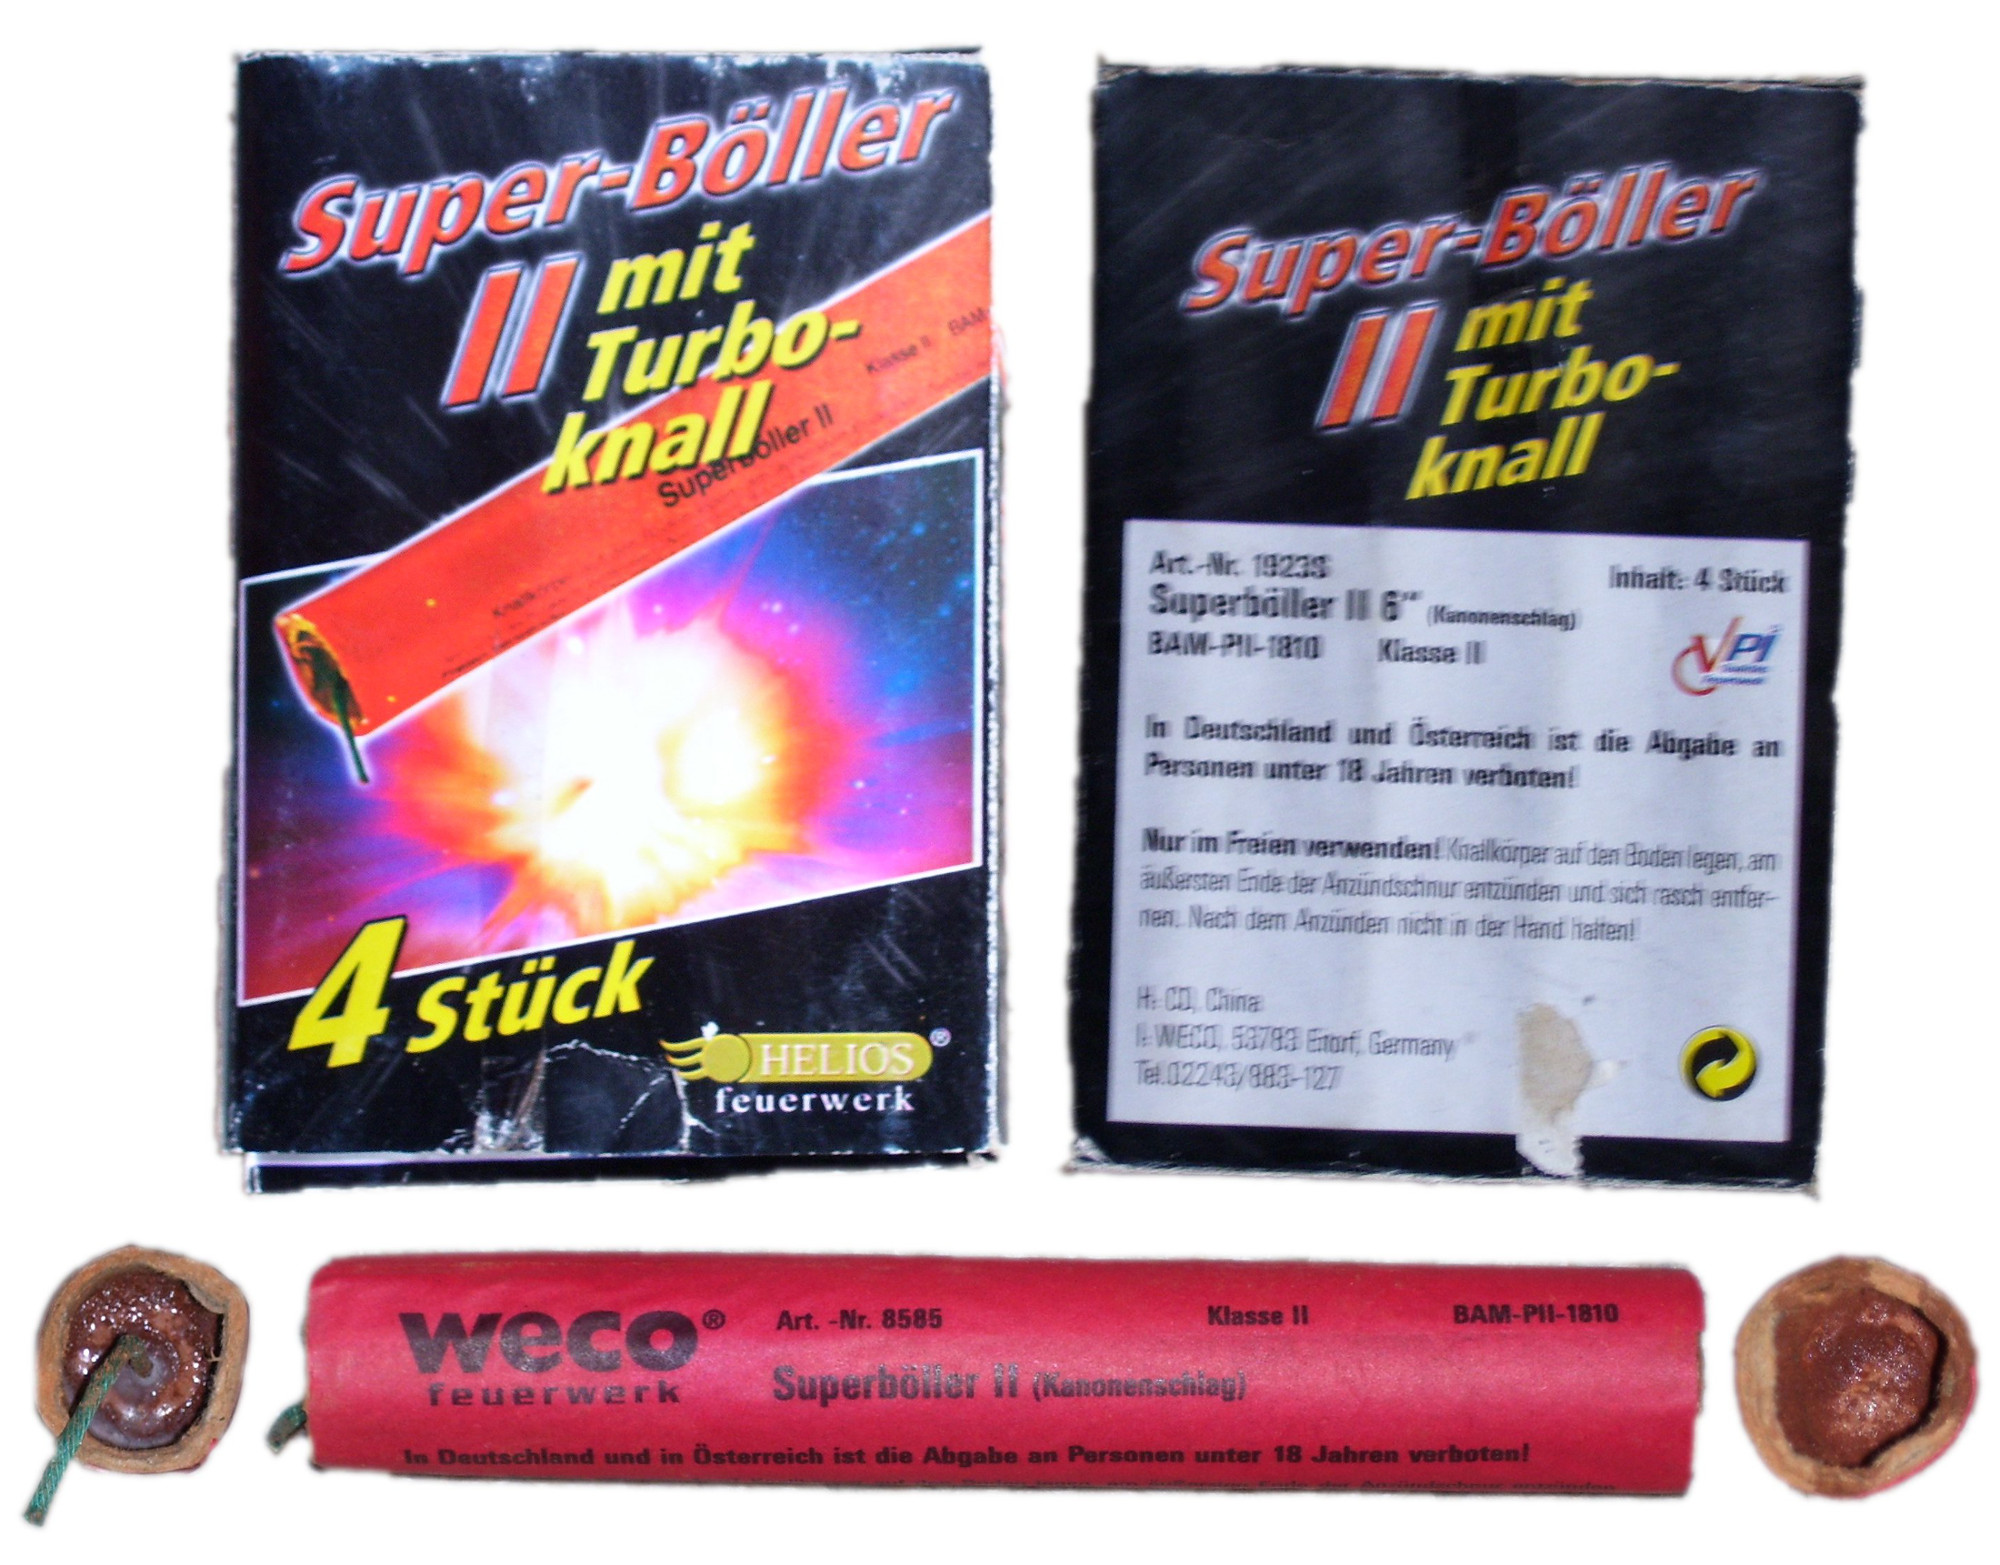 Super-Böller
II mit
Turbo-
knall
Superböller II
Klasse II BAM-
4 Stück
HELIOS®
feuerwerk
Super-Böller
II mit
Turbo-
knall
Art.-Nr. 1923S
Inhalt: 4 Stück
Superböller II 6" (Kanonenschlag)
BAM-PII-1810 Klasse II
VPi
In Deutschland und Österreich ist die Abgabe an
Personen unter 18 Jahren verboten!
Nur im Freien verwenden! Knallkörper auf den Boden legen, am
äußersten Ende der Anzündschnur entzünden und sich rasch entfer-
nen. Nach dem Anzünden nicht in der Hand halten!
H: CD, China
I: WECO, 53783 Eitorf, Germany
Tel.02243/883-127
weco® Art. -Nr. 8585 Klasse II BAM-PII-1810
feuerwerk Superböller II (Kanonenschlag)
In Deutschland und in Österreich ist die Abgabe an Personen unter 18 Jahren verboten!